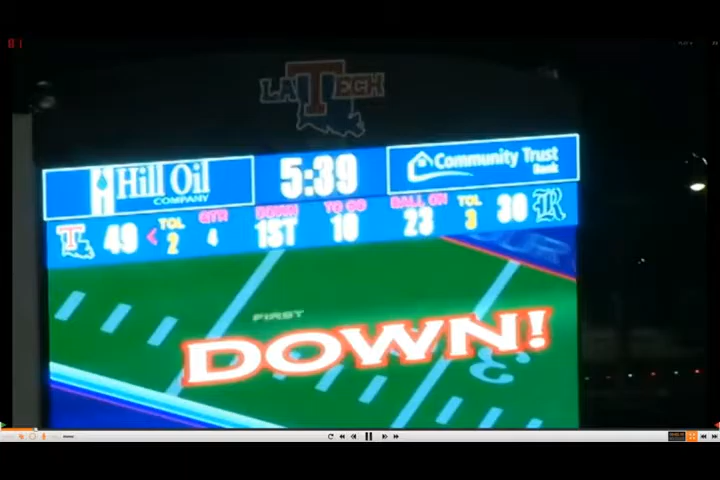 LA TECH
Hill Oil
COMPANY
5:39
Community Trust
Bank
T 49 < TOL 2 QTR 4 DOWN 1ST TO GO 10 BALL ON 23 TOL 3 30 R
FIRST
DOWN!
3